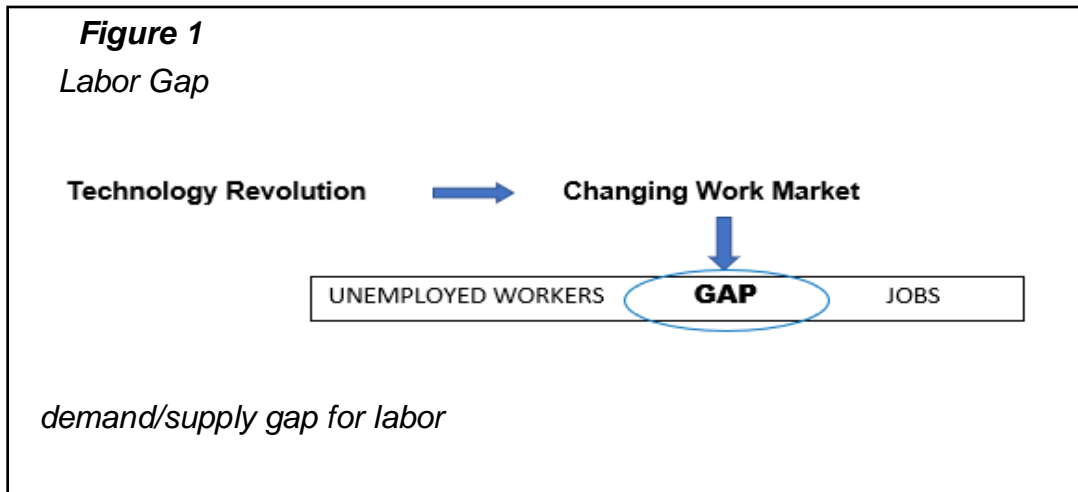 Figure 1
Labor Gap
Technology Revolution Changing Work Market
UNEMPLOYED WORKERS GAP JOBS
demand/supply gap for labor